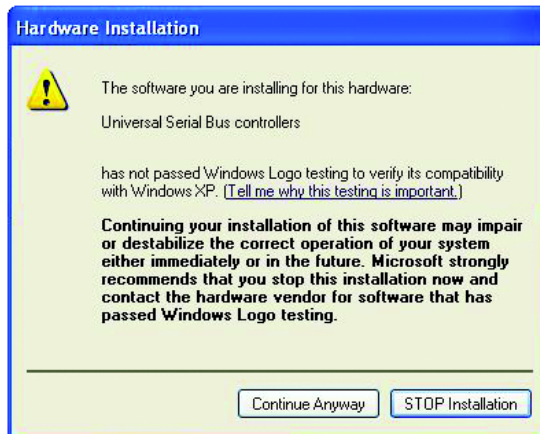 Hardware Installation
The software you are installing for this hardware:
Universal Serial Bus controllers
has not passed Windows Logo testing to verify its compatibility
with Windows XP. (Tell me why this testing is important.)
Continuing your installation of this software may impair
or destabilize the correct operation of your system
either immediately or in the future. Microsoft strongly
recommends that you stop this installation now and
contact the hardware vendor for software that has
passed Windows Logo testing.
Continue Anyway
STOP Installation